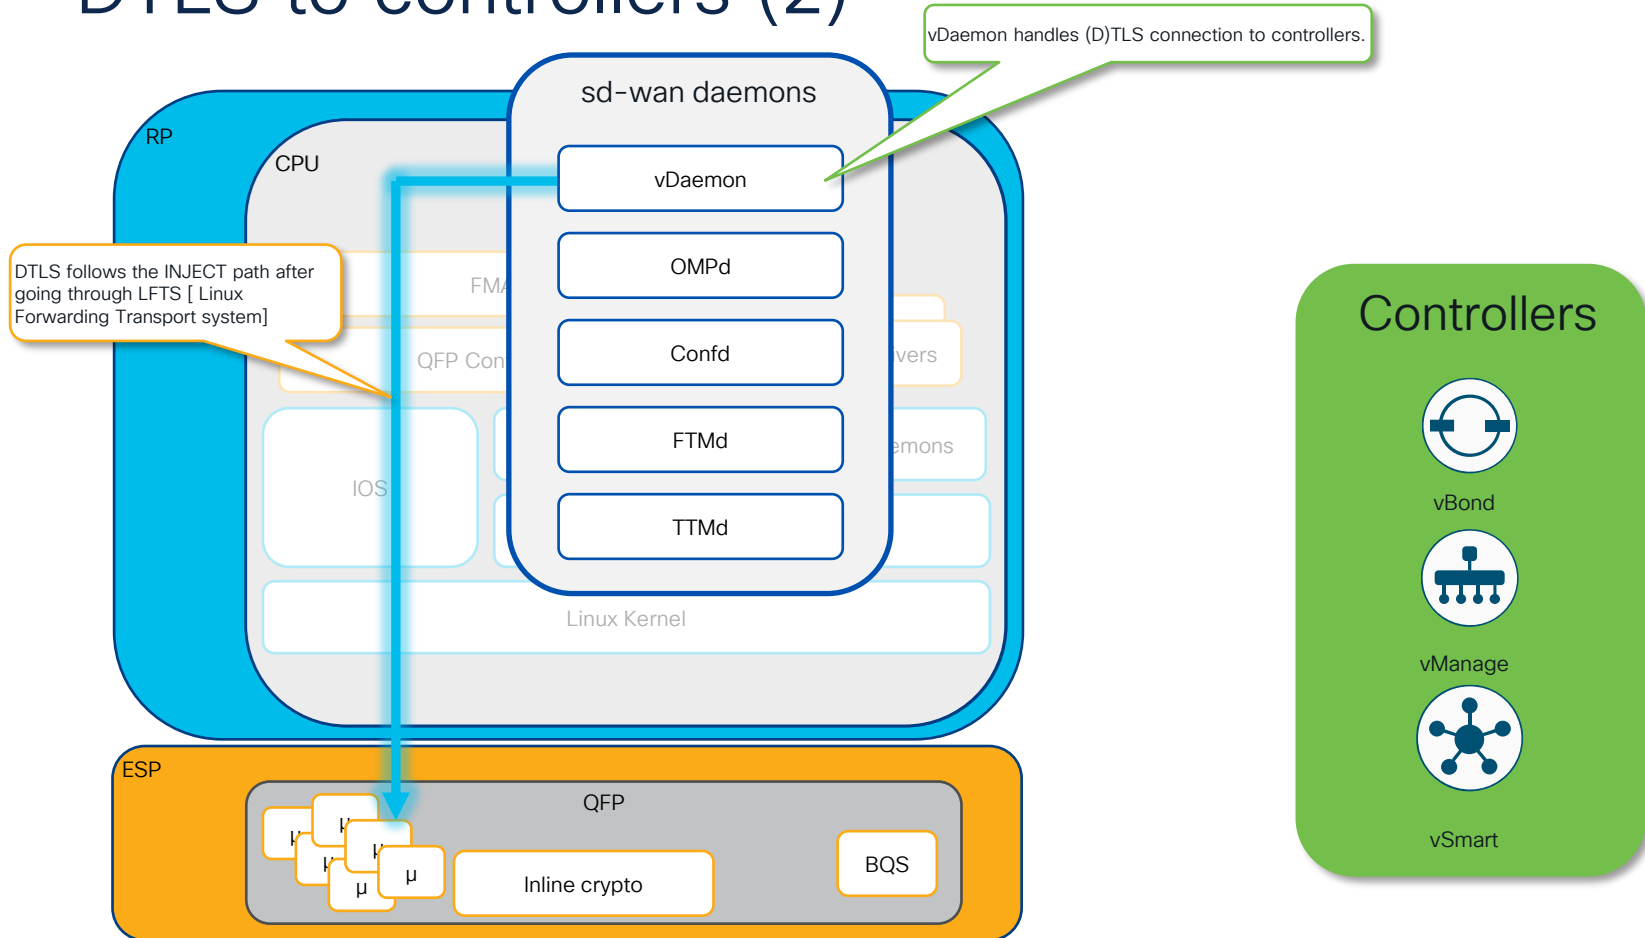 DTLS to controllers (2)
vDaemon handles (D)TLS connection to controllers.
sd-wan daemons
RP
CPU
vDaemon
DTLS follows the INJECT path after
going through LFTS [ Linux
Forwarding Transport system]
OMPd
FMA
Controllers
QFP Con
Confd
ivers
FTMd
emons
IOS
vBond
TTMd
Linux Kernel
vManage
ESP
QFP
μ
μ
μ
μ
μ
μ
Inline crypto
BQS
vSmart